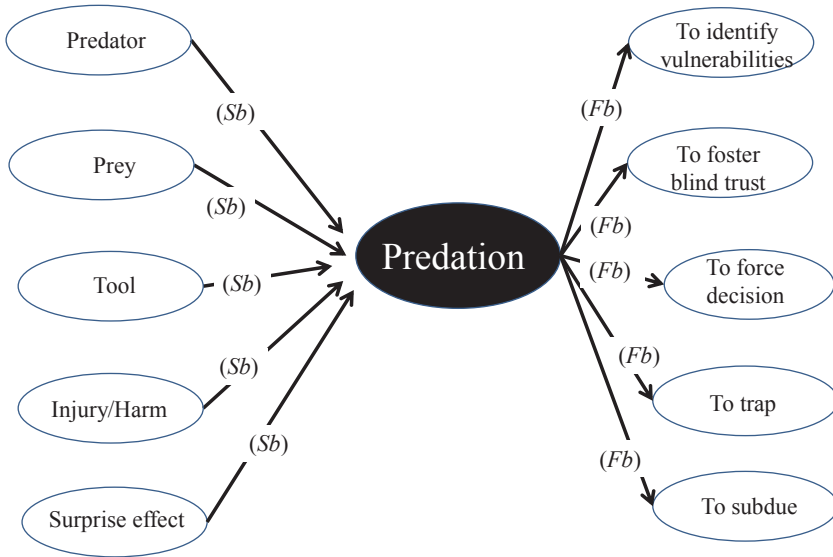 Predator
(Sb)
Prey
(Sb)
Tool
(Sb)
Injury/Harm
(Sb)
Surprise effect
(Sb)
Predation
To identify
vulnerabilities
(Fb)
To foster
blind trust
(Fb)
To force
decision
(Fb)
To trap
(Fb)
To subdue
(Fb)